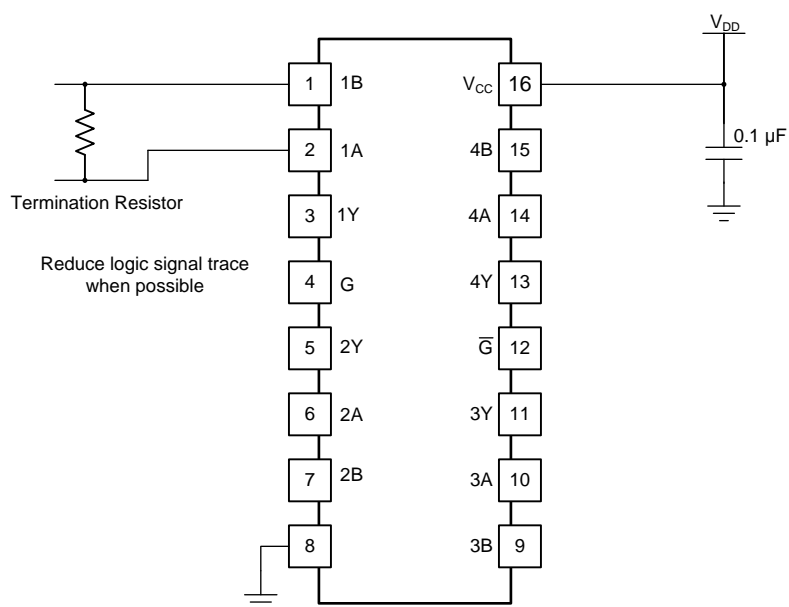 V_DD
1 1B
V_CC 16
0.1 µF
2 1A
4B 15
Termination Resistor
3 1Y
4A 14
Reduce logic signal trace
when possible
4 G
4Y 13
5 2Y
G̅ 12
6 2A
3Y 11
7 2B
3A 10
8
3B 9